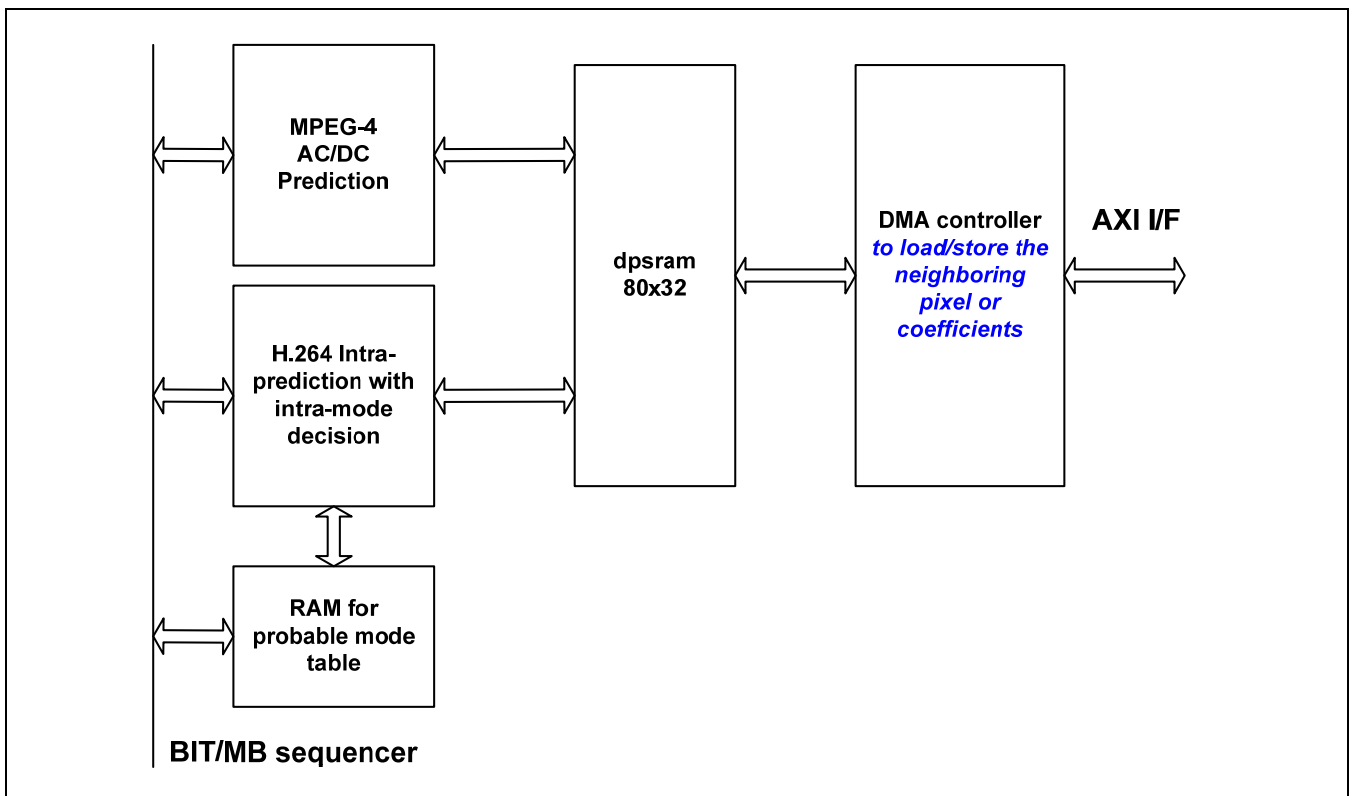 MPEG-4
AC/DC
Prediction
H.264 Intra-
prediction with
intra-mode
decision
RAM for
probable mode
table
BIT/MB sequencer
dpsram
80x32
DMA controller
to load/store the
neighboring
pixel or
coefficients
AXI I/F